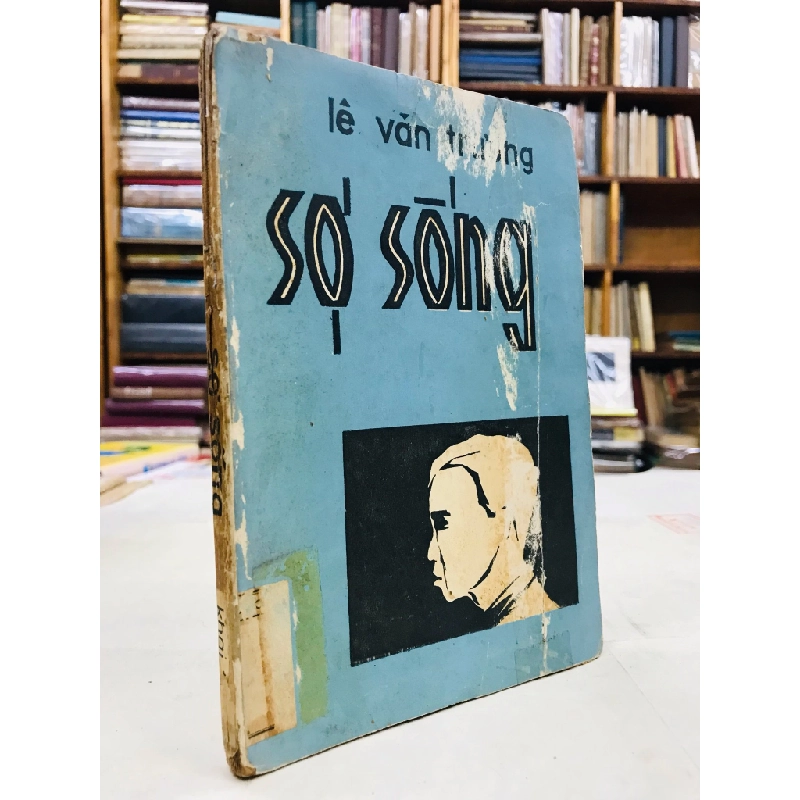 lê văn trương
sợ sống
sợ sống